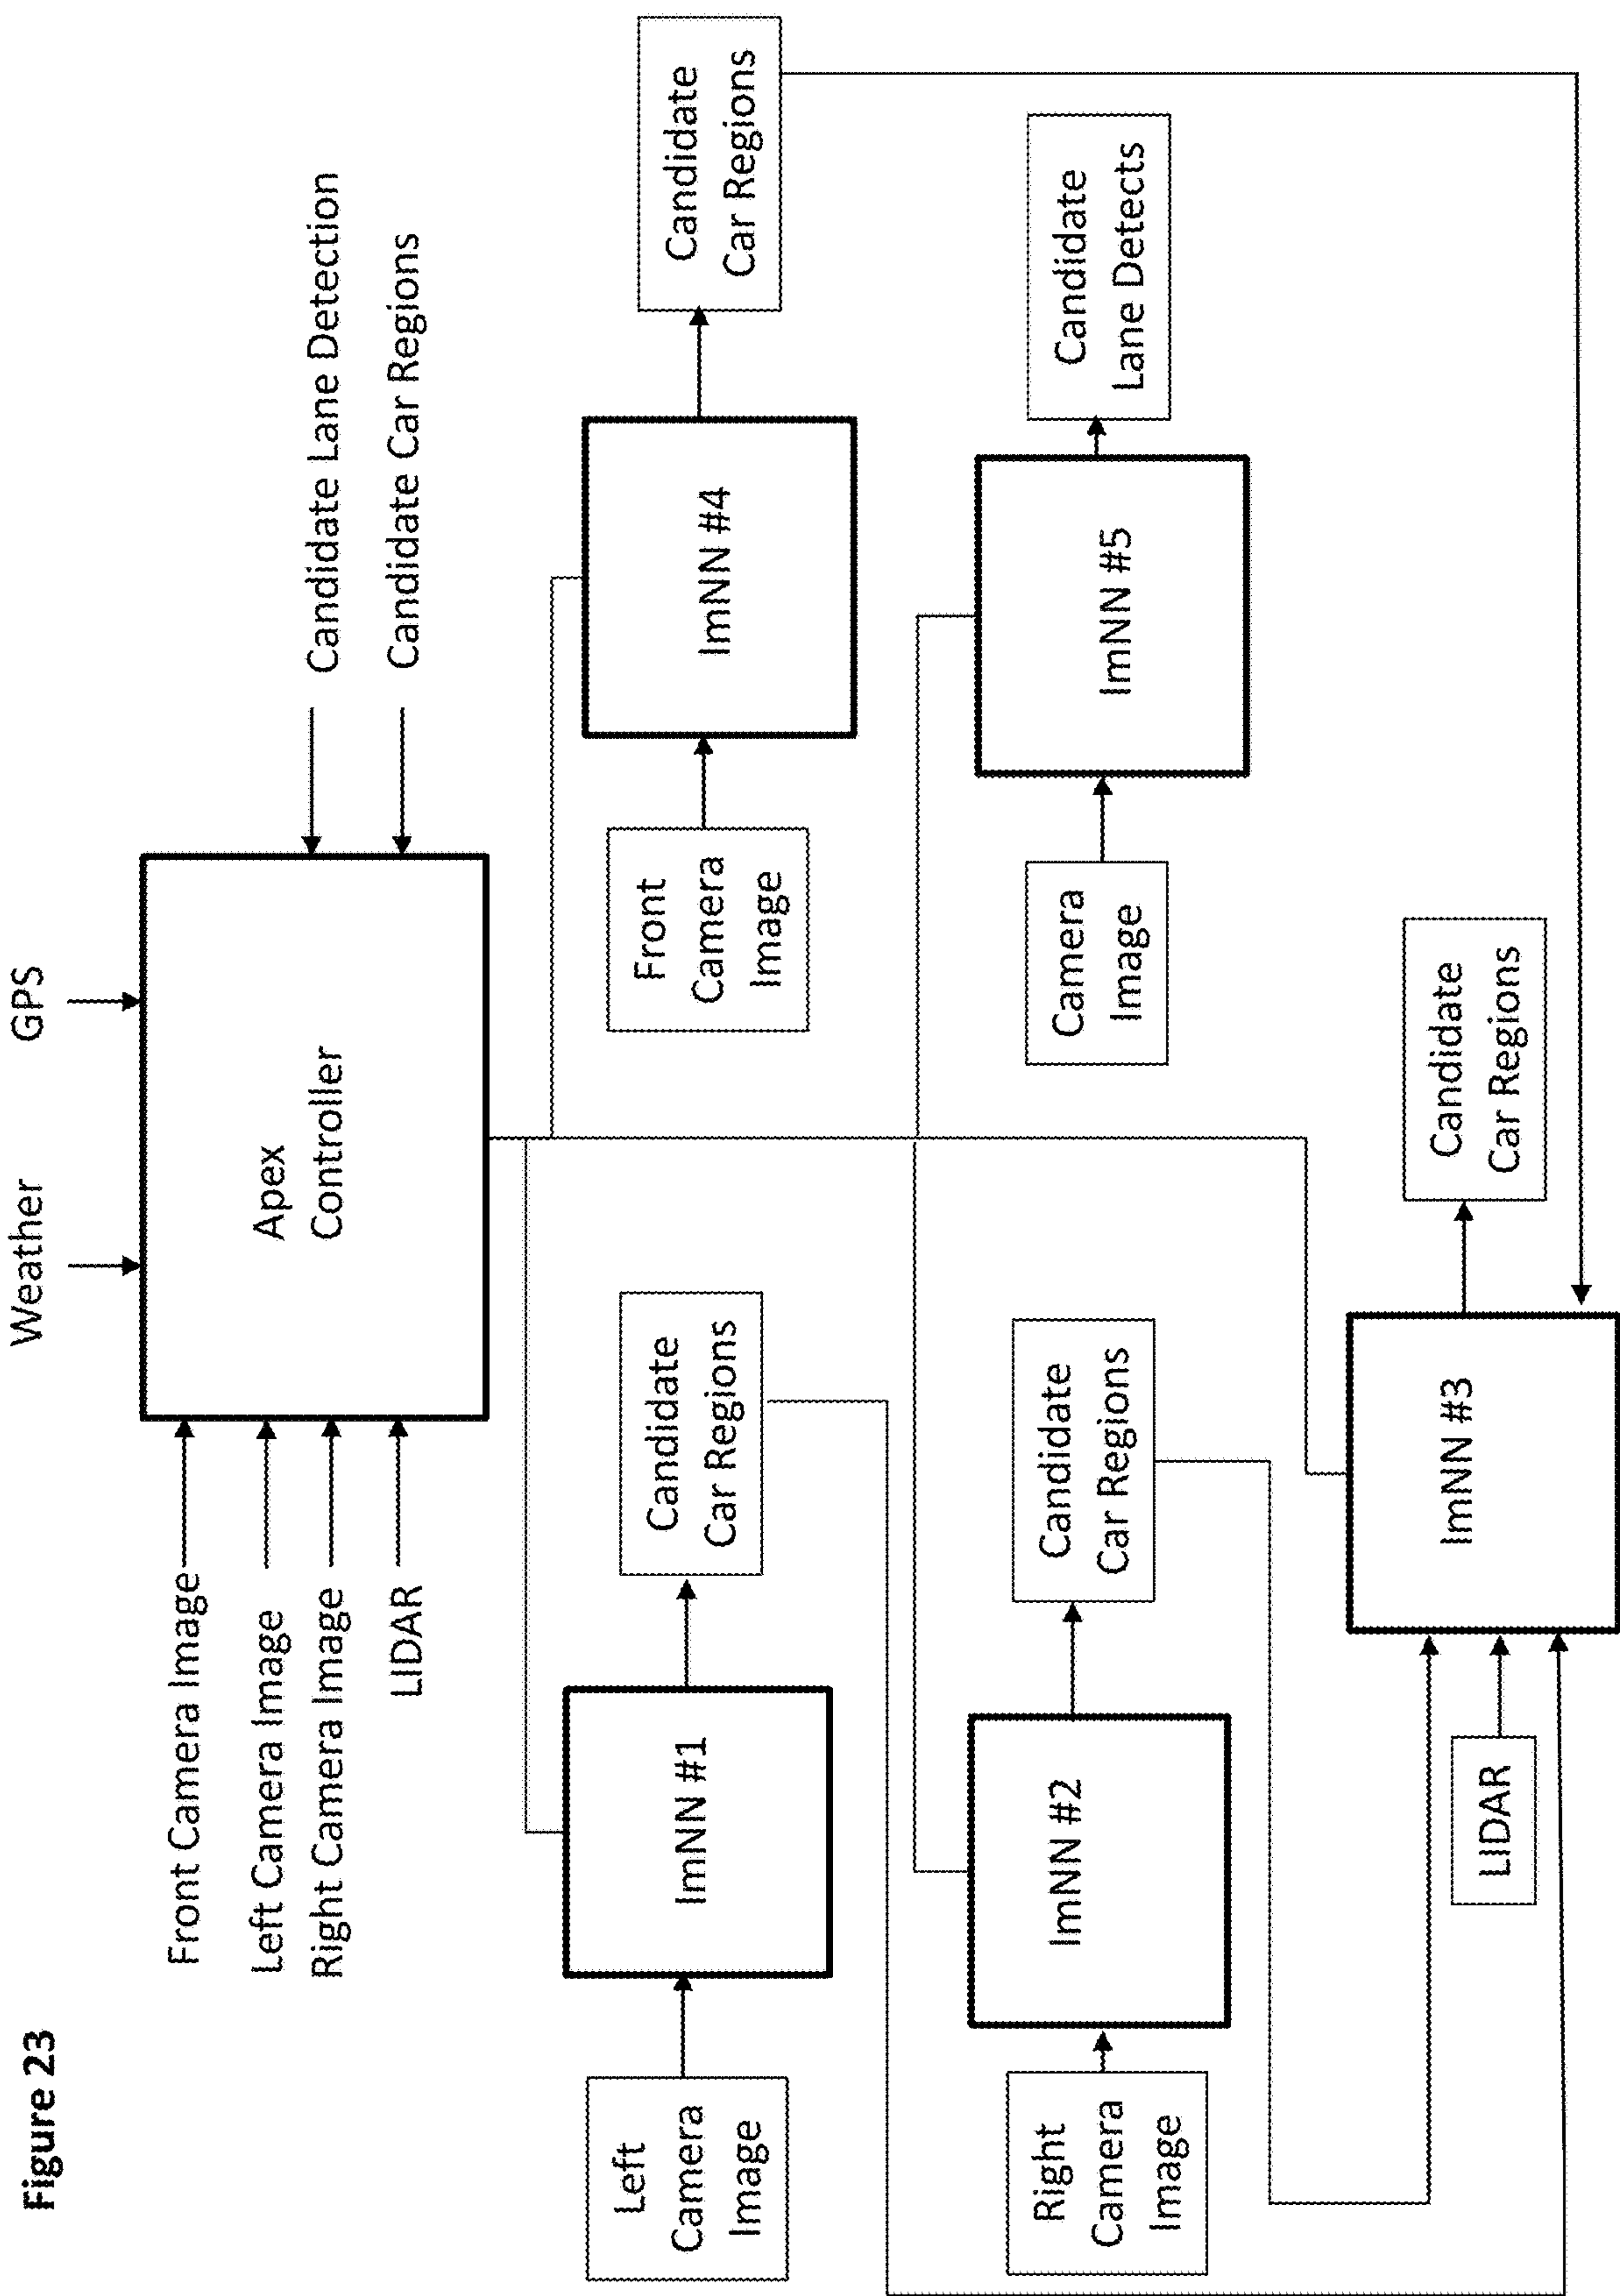 Figure 23
Weather
GPS
Front Camera Image
Left Camera Image
Right Camera Image
LIDAR
Apex
Controller
Candidate Lane Detection
Candidate Car Regions
Left
Camera
Image
ImNN #1
Candidate
Car Regions
Front
Camera
Image
ImNN #4
Candidate
Car Regions
Right
Camera
Image
ImNN #2
Candidate
Car Regions
Camera
Image
ImNN #5
Candidate
Lane Detects
LIDAR
ImNN #3
Candidate
Car Regions